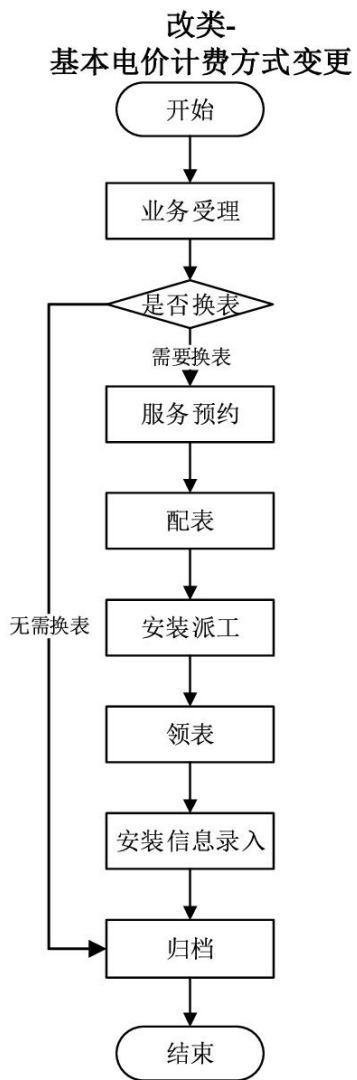 改类-
基本电价计费方式变更
开始
业务受理
是否换表
需要换表
服务预约
配表
安装派工
无需换表
领表
安装信息录入
归档
结束